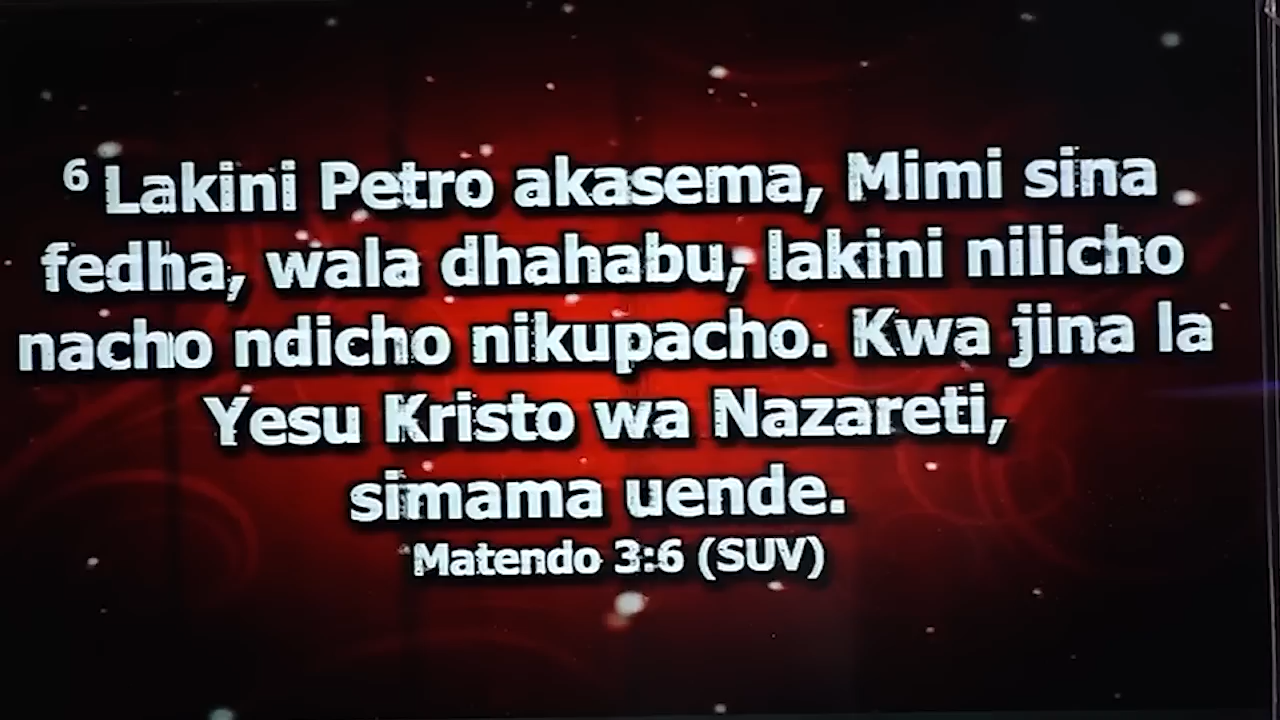 6 Lakini Petro akasema, Mimi sina
fedha, wala dhahabu, lakini nilicho
nacho ndicho nikupacho. Kwa jina la
Yesu Kristo wa Nazareti,
simama uende.
Matendo 3:6 (SUV)